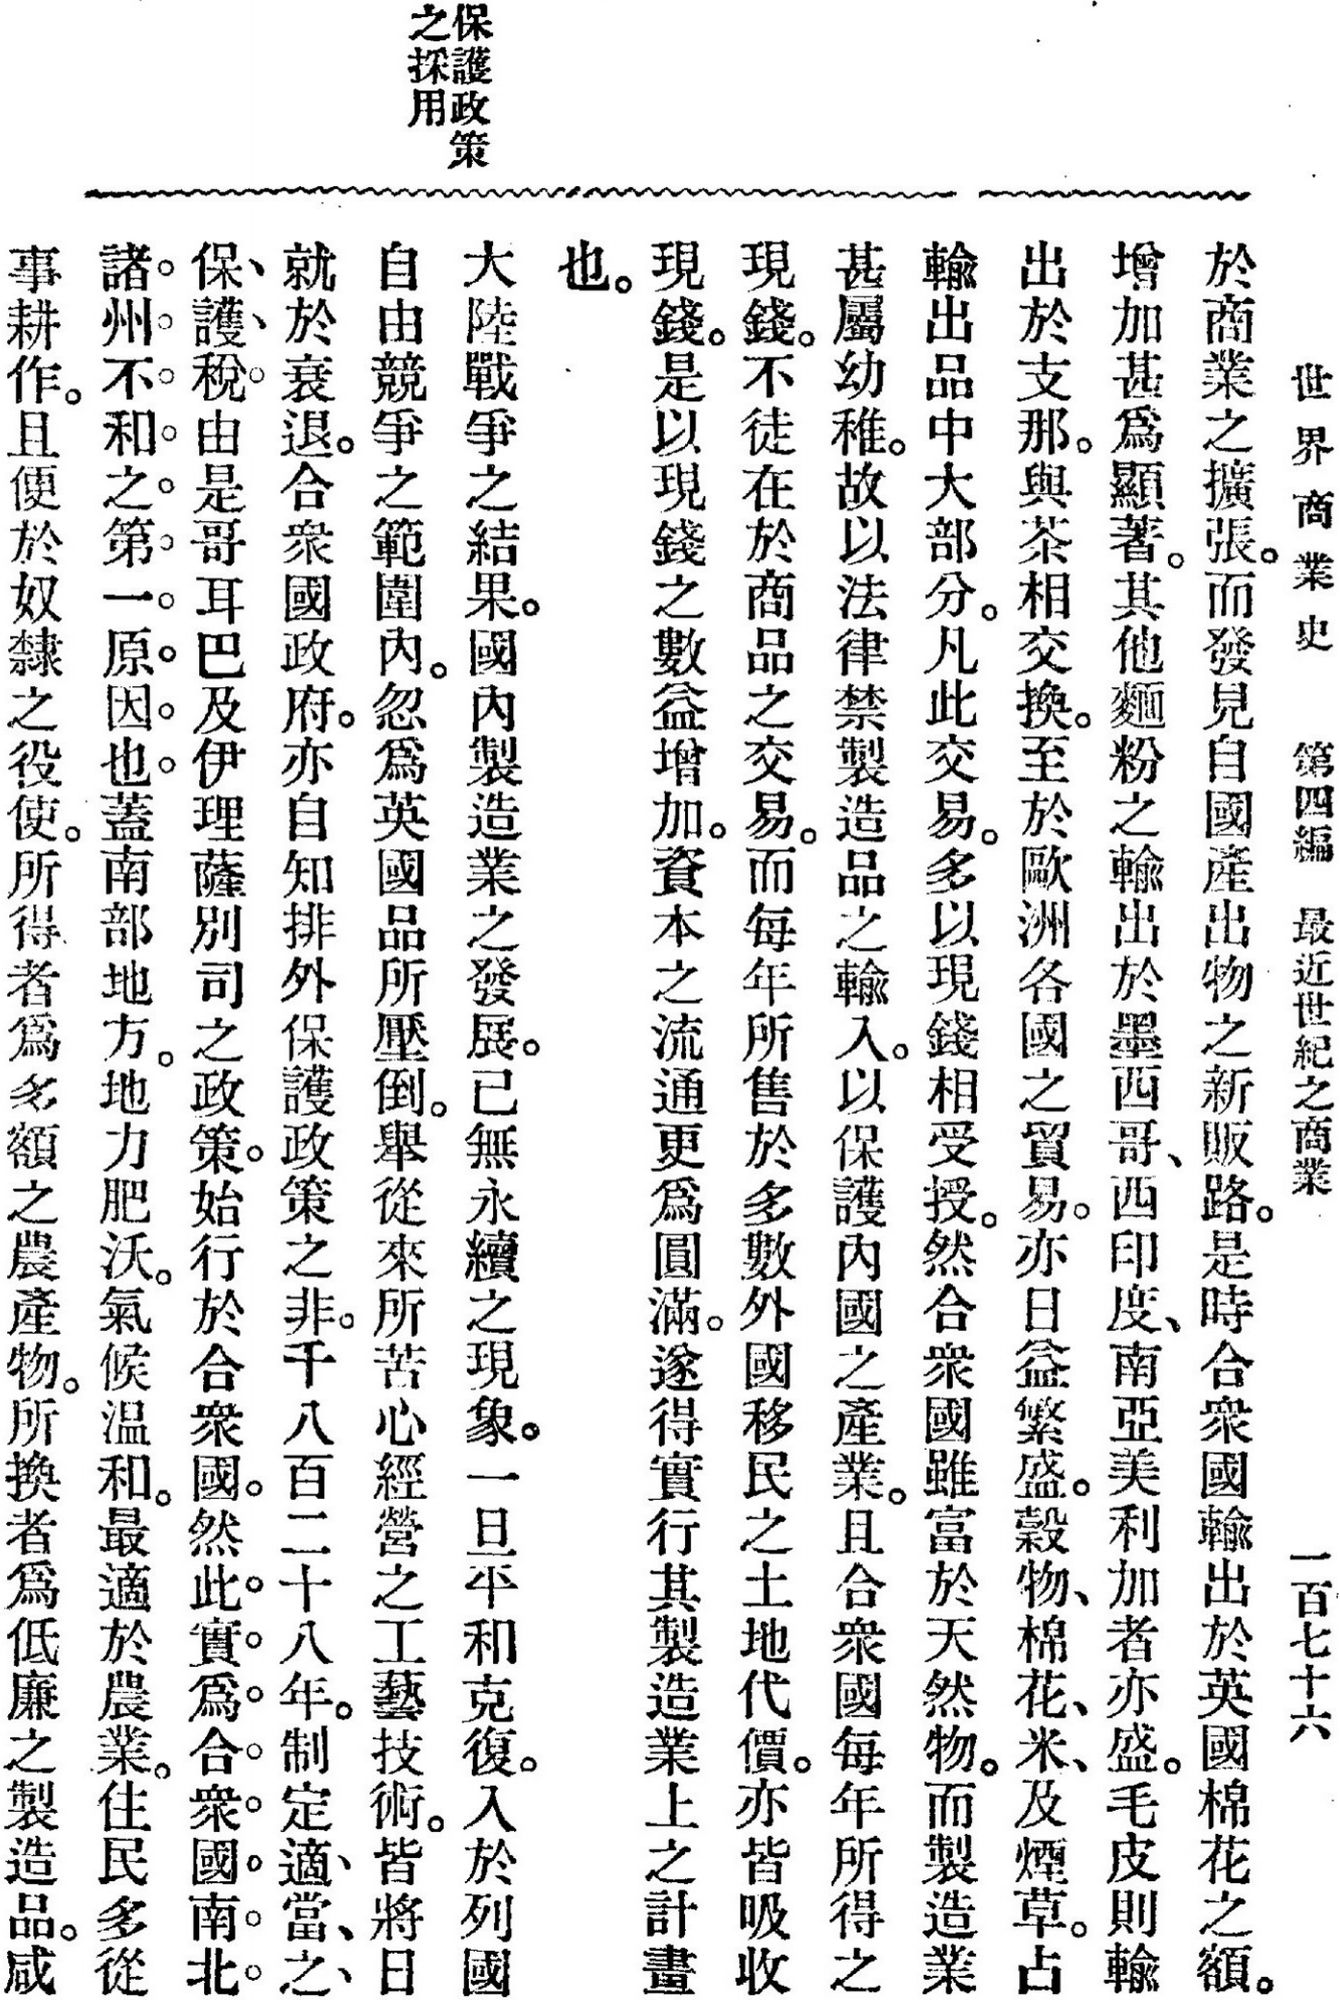 世界商業史　第四編　最近世紀之商業　一百七十六
於商業之擴張。而發見自國產出物之新販路。是時合衆國輸出於英國棉花之額。
增加甚爲顯著。其他麵粉之輸出於墨西哥、西印度、南亞美利加者亦盛。毛皮則輸
出於支那。與茶相交換。至於歐洲各國之貿易。亦日益繁盛。穀物、棉花、米、及煙草。占
輸出品中大部分。凡此交易。多以現錢相受授。然合衆國雖富於天然物。而製造業
甚屬幼稚。故以法律禁製造品之輸入。以保護內國之產業。且合衆國每年所得之
現錢。不徒在於商品之交易。而每年所售於多數外國移民之土地代價。亦皆吸收
現錢。是以現錢之數益增加。資本之流通更爲圓滿。遂得實行其製造業上之計畫
也。
保護政策
之採用
大陸戰爭之結果。國內製造業之發展。已無永續之現象。一旦平和克復。入於列國
自由競爭之範圍內。忽爲英國品所壓倒。舉從來所苦心經營之工藝技術。皆將日
就於衰退。合衆國政府。亦自知排外保護政策之非。千八百二十八年。制定適、當、之、
保、護、稅。由是哥耳巴及伊理薩別司之政策。始行於合衆國。然此。實。爲。合。衆。國。南。北。
諸。州。不。和。之。第。一。原。因。也。蓋南部地方。地力肥沃。氣候温和。最適於農業。住民多從
事耕作。且便於奴隸之役使。所得者爲多額之農產物。所換者爲低廉之製造品。咸